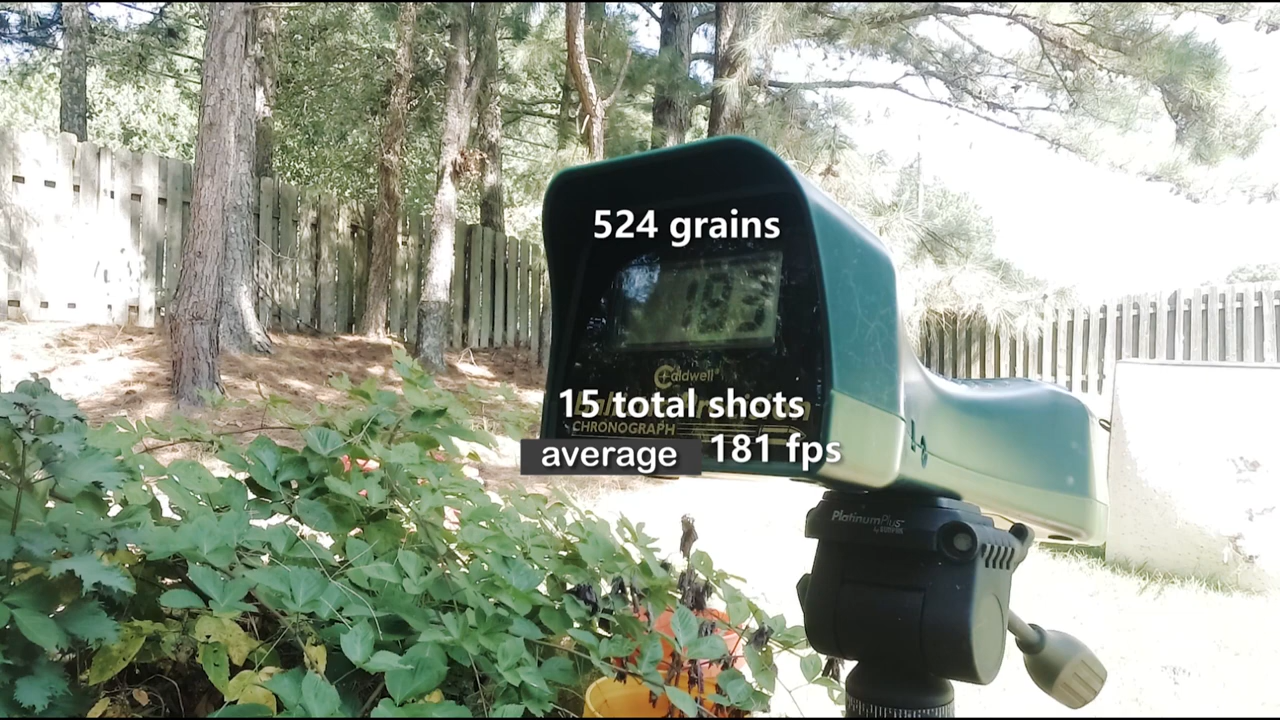 524 grains
Caldwell
15 total shots
CHRONOGRAPH
average 181 fps
PlatinumPlus